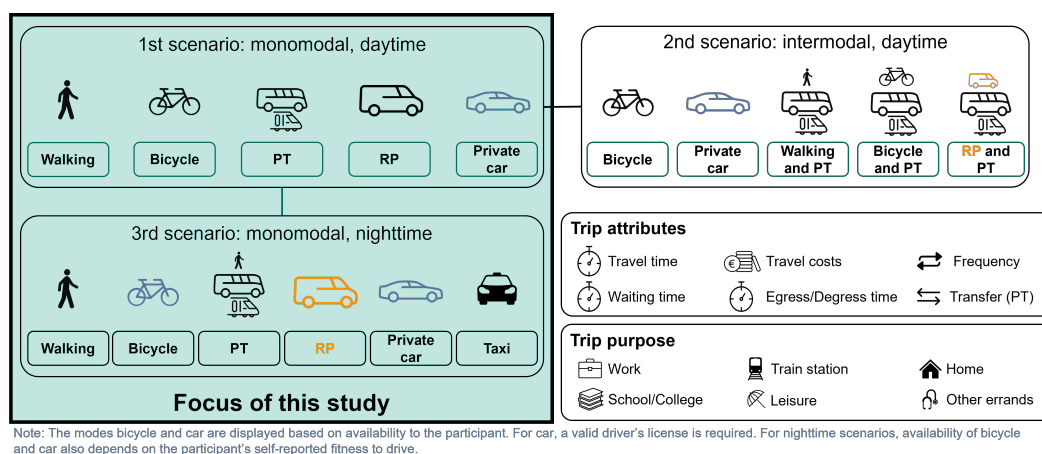 1st scenario: monomodal, daytime
Walking
Bicycle
PT
RP
Private
car
2nd scenario: intermodal, daytime
Bicycle
Private
car
Walking
and PT
Bicycle
and PT
RP and
PT
3rd scenario: monomodal, nighttime
Walking
Bicycle
PT
RP
Private
car
Taxi
Focus of this study
Trip attributes
Travel time
Travel costs
Frequency
Waiting time
Egress/Degress time
Transfer (PT)
Trip purpose
Work
Train station
Home
School/College
Leisure
Other errands
Note: The modes bicycle and car are displayed based on availability to the participant. For car, a valid driver's license is required. For nighttime scenarios, availability of bicycle
and car also depends on the participant's self-reported fitness to drive.